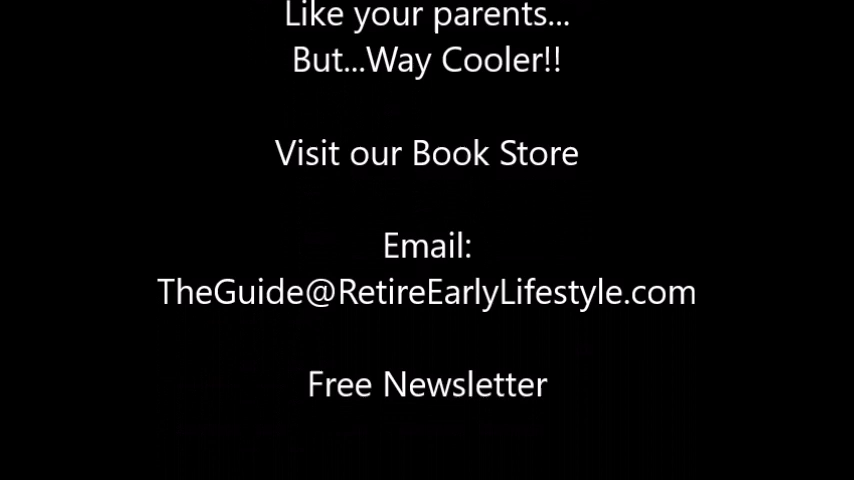 Like your parents...
But...Way Cooler!!
Visit our Book Store
Email:
TheGuide@RetireEarlyLifestyle.com
Free Newsletter